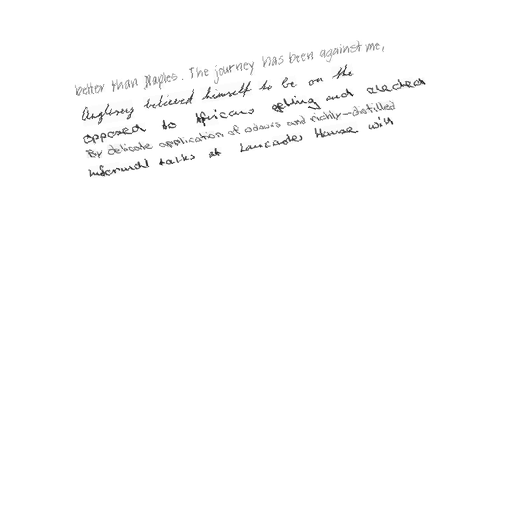 better than Naples. The journey has been against me,
Anglesey believed himself to be on the
opposed to Africans getting and elected
By delicate application of odours and richly-distilled
informal talks at Lancaster House will